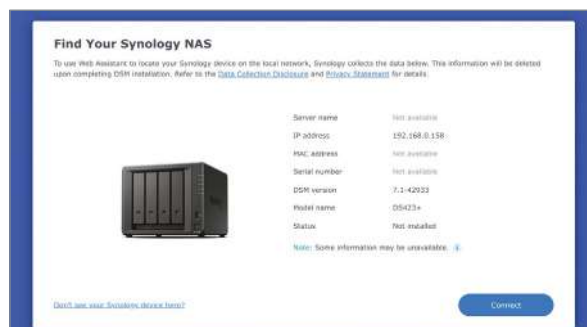 Find Your Synology NAS
To use Web Assistant to locate your Synology device on the local network, Synology collects the data below. This information will be deleted
upon completing DSM installation. Refer to the Data Collection Disclosure and Privacy Statement for details.
Server name Not available
IP address 192.168.0.158
MAC address Not available
Serial number Not available
DSM version 7.1-42933
Model name DS423+
Status Not installed
Note: Some information may be unavailable.
Don't see your Synology device here?
Connect